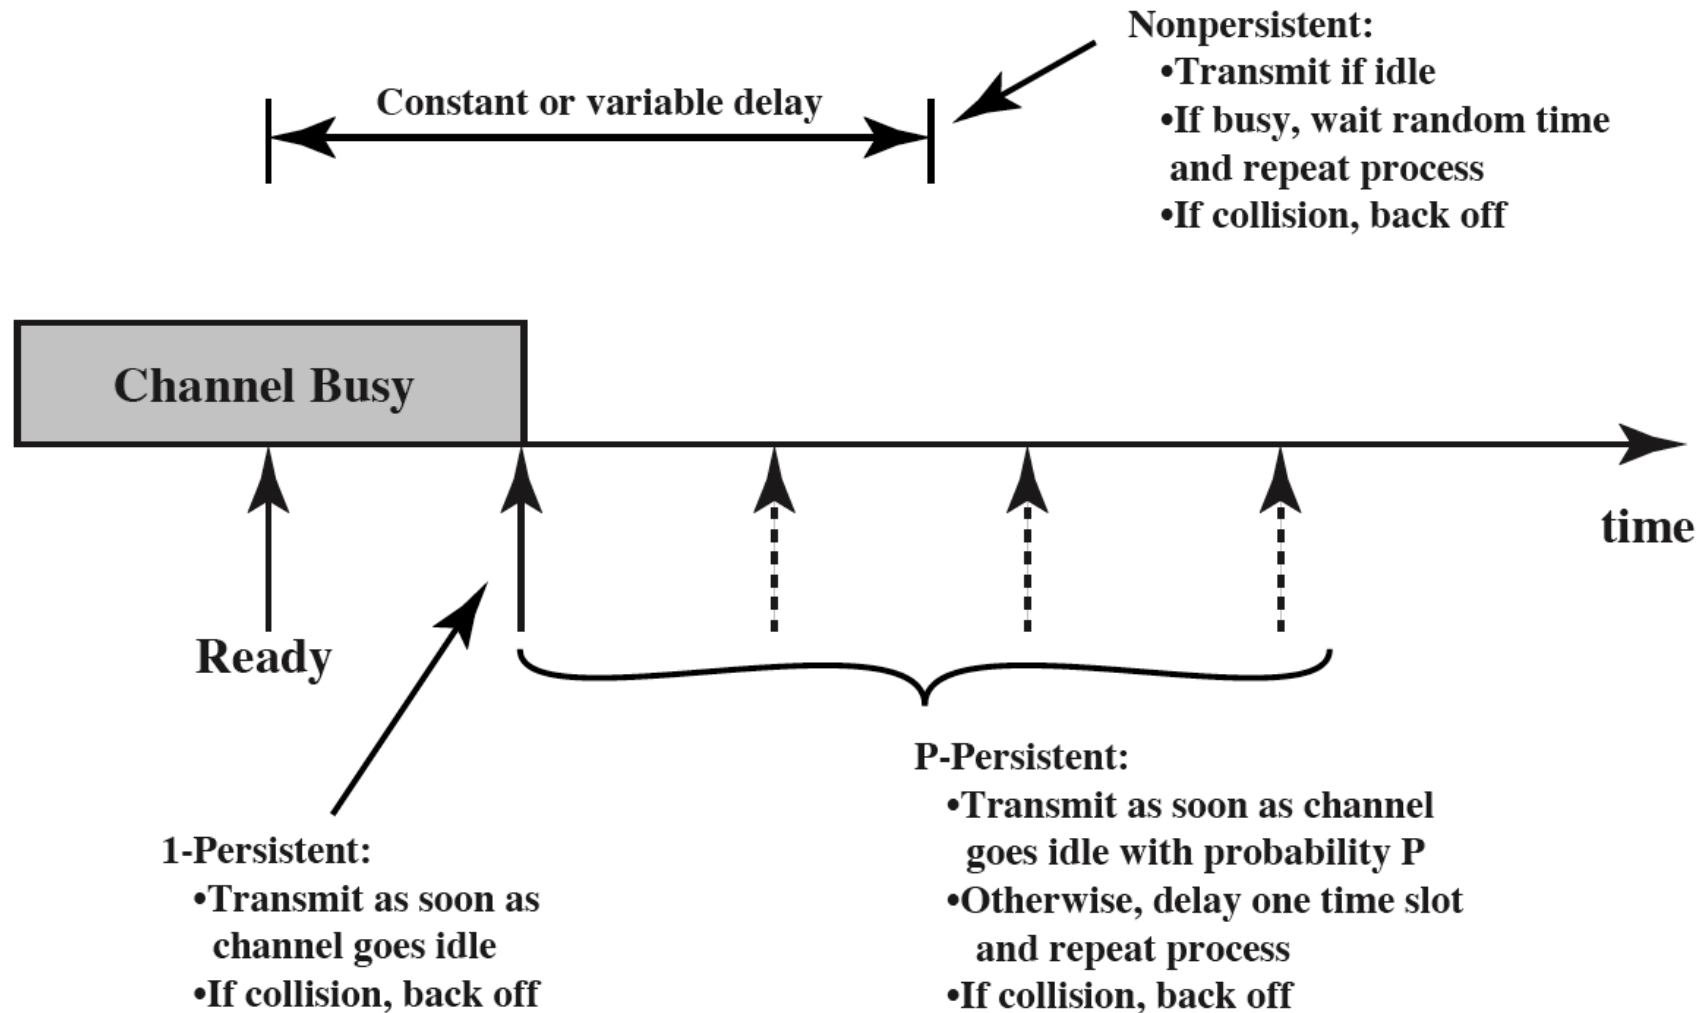 Nonpersistent:
•Transmit if idle
•If busy, wait random time
and repeat process
•If collision, back off
Constant or variable delay
Channel Busy
time
Ready
1-Persistent:
•Transmit as soon as
channel goes idle
•If collision, back off
P-Persistent:
•Transmit as soon as channel
goes idle with probability P
•Otherwise, delay one time slot
and repeat process
•If collision, back off